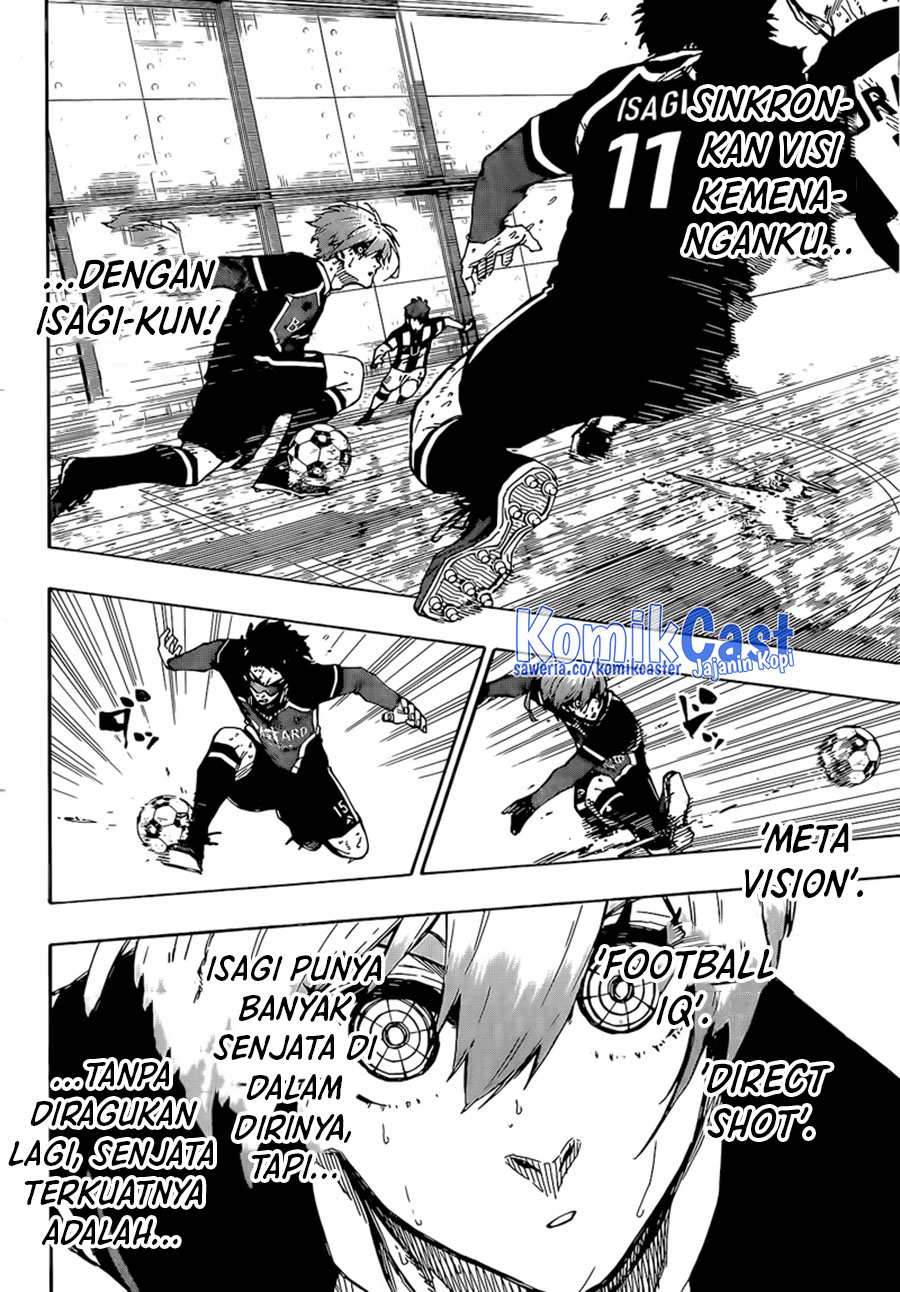 ISAGI
11
SINKRON-
KAN VISI
KEMENA-
NGANKU...
...DENGAN
ISAGI-KUN!
KomikCast
saweria.co/komikcaster
Jajanin Kopi
15
'META
VISION'.
'FOOTBALL
IQ'.
'DIRECT
SHOT'.
ISAGI PUNYA
BANYAK
SENJATA DI
DALAM
DIRINYA,
TAPI...
...TANPA
DIRAGUKAN
LAGI, SENJATA
TERKUATNYA
ADALAH...